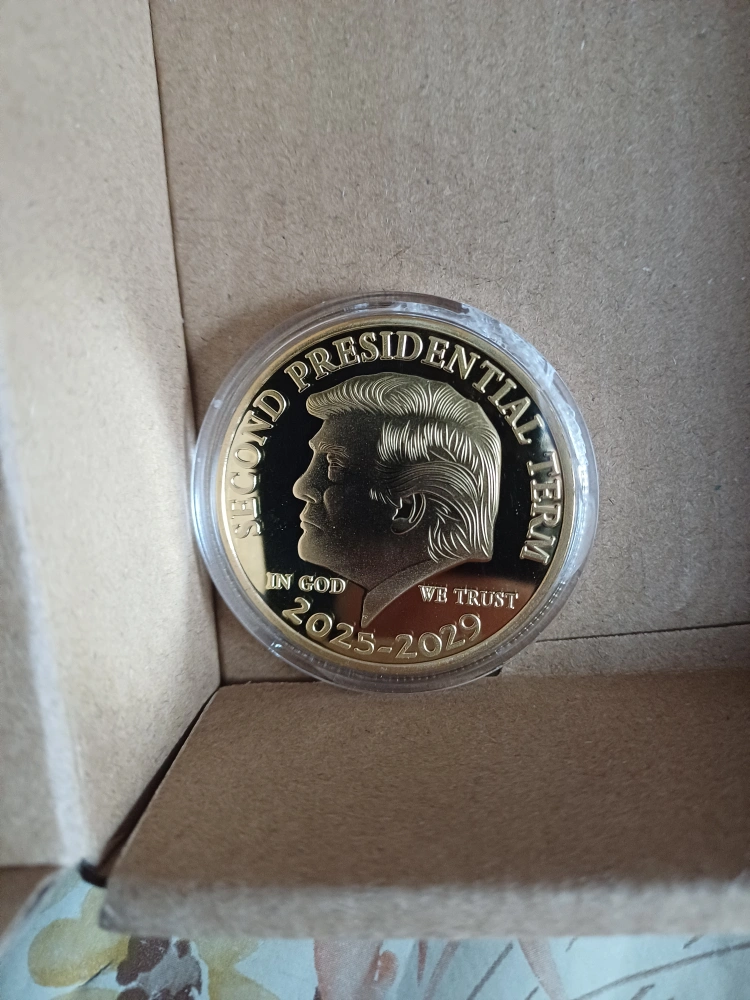 SECOND PRESIDENTIAL TERM
IN GOD WE TRUST
2025-2029